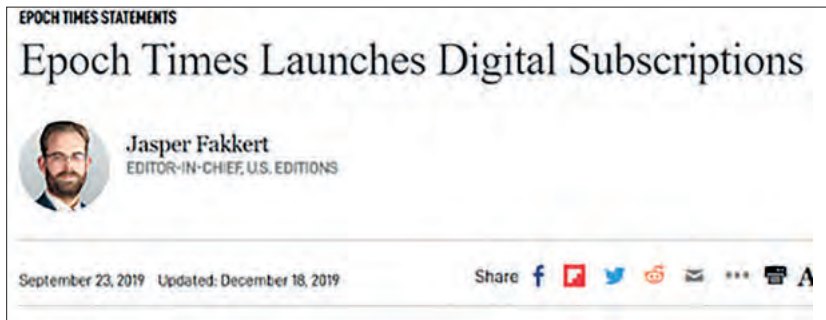 EPOCH TIMES STATEMENTS
Epoch Times Launches Digital Subscriptions
Jasper Fakkert
EDITOR-IN-CHIEF, U.S. EDITIONS
September 23, 2019 Updated: December 18, 2019 Share f ••• A